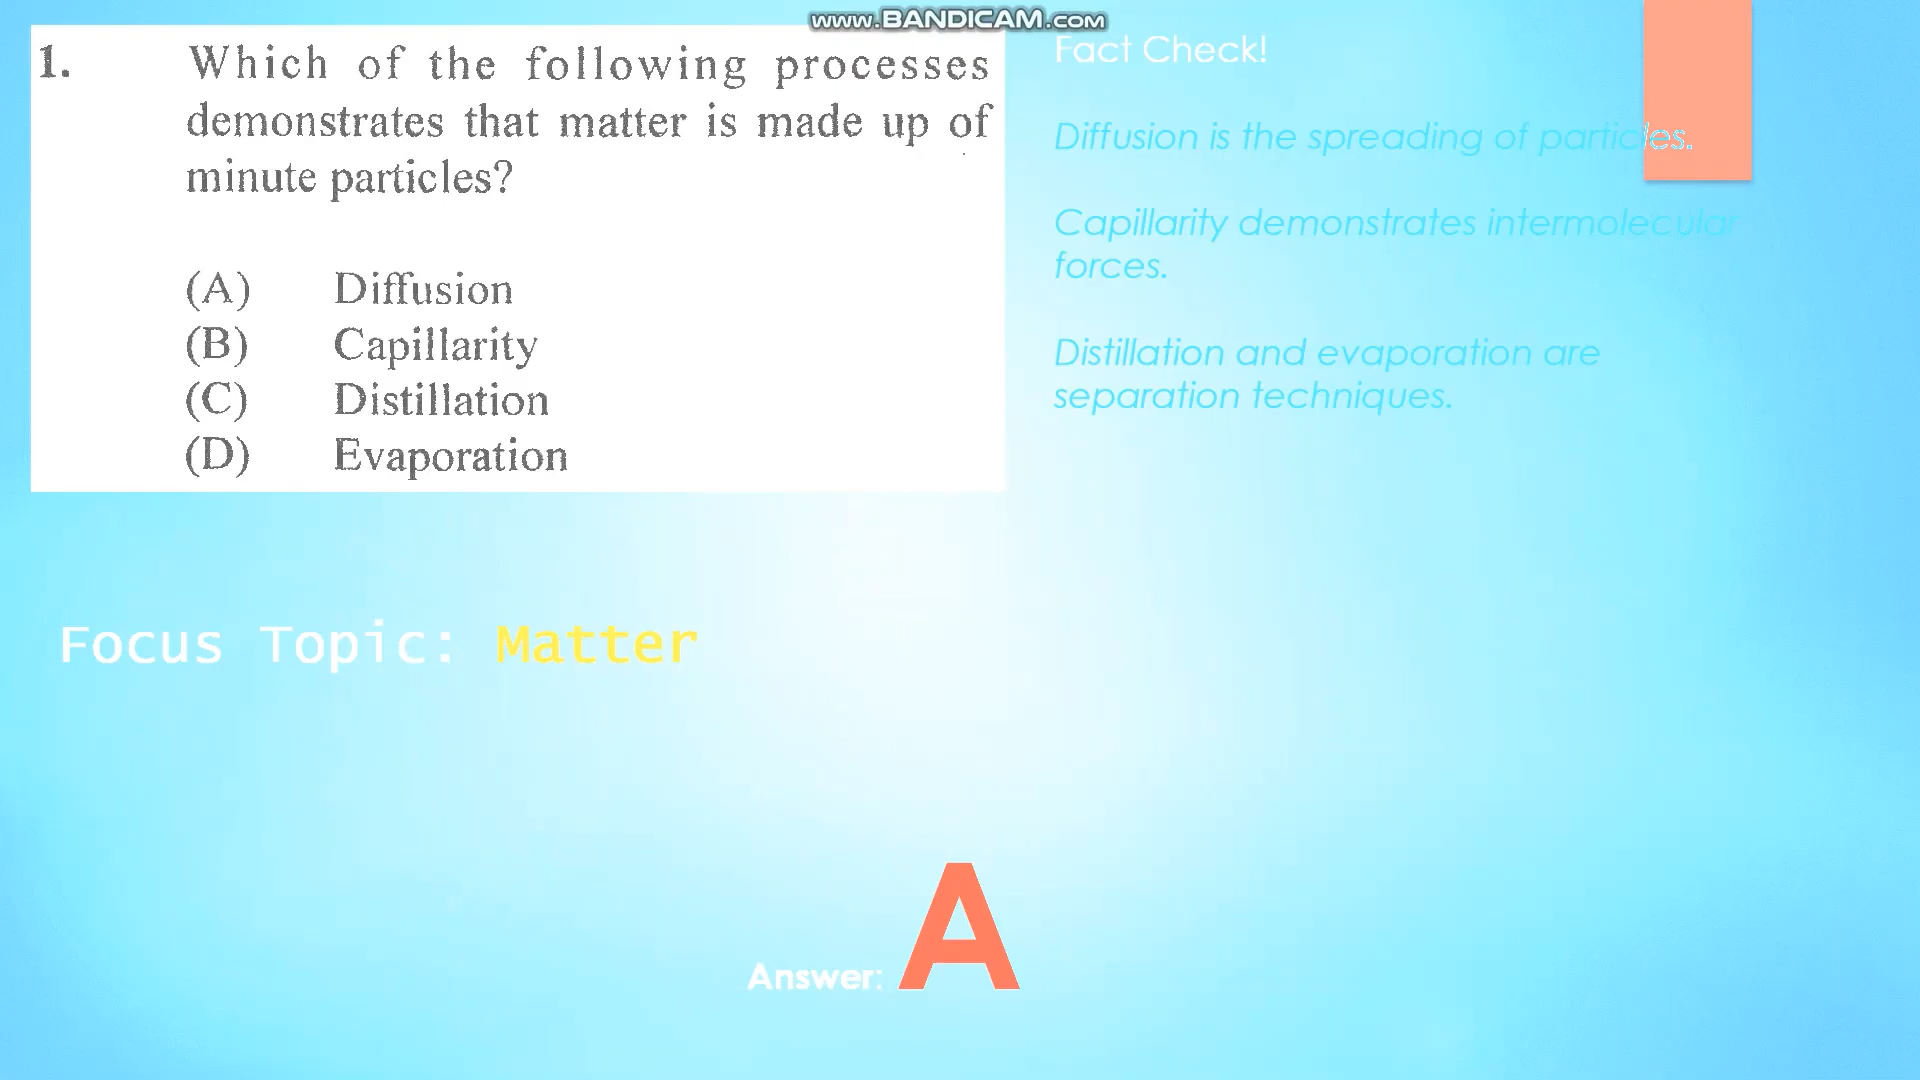 www.BANDICAM.com
1. Which of the following processes
demonstrates that matter is made up of
minute particles?
(A) Diffusion
(B) Capillarity
(C) Distillation
(D) Evaporation
Fact Check!
Diffusion is the spreading of particles.
Capillarity demonstrates intermolecular
forces.
Distillation and evaporation are
separation techniques.
Focus Topic: Matter
Answer: A